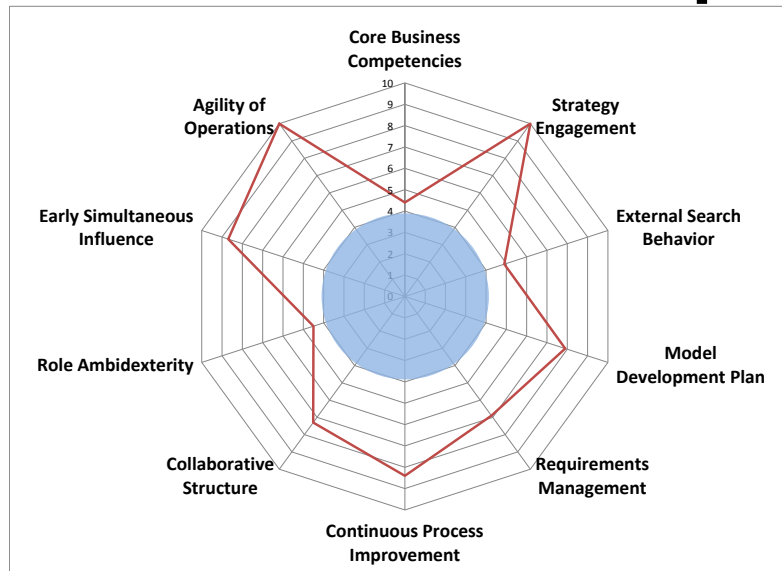 Core Business
Competencies
Strategy
Engagement
External Search
Behavior
Model
Development Plan
Requirements
Management
Continuous Process
Improvement
Collaborative
Structure
Role Ambidexterity
Early Simultaneous
Influence
Agility of
Operations
10
9
8
7
6
5
4
3
2
1
0